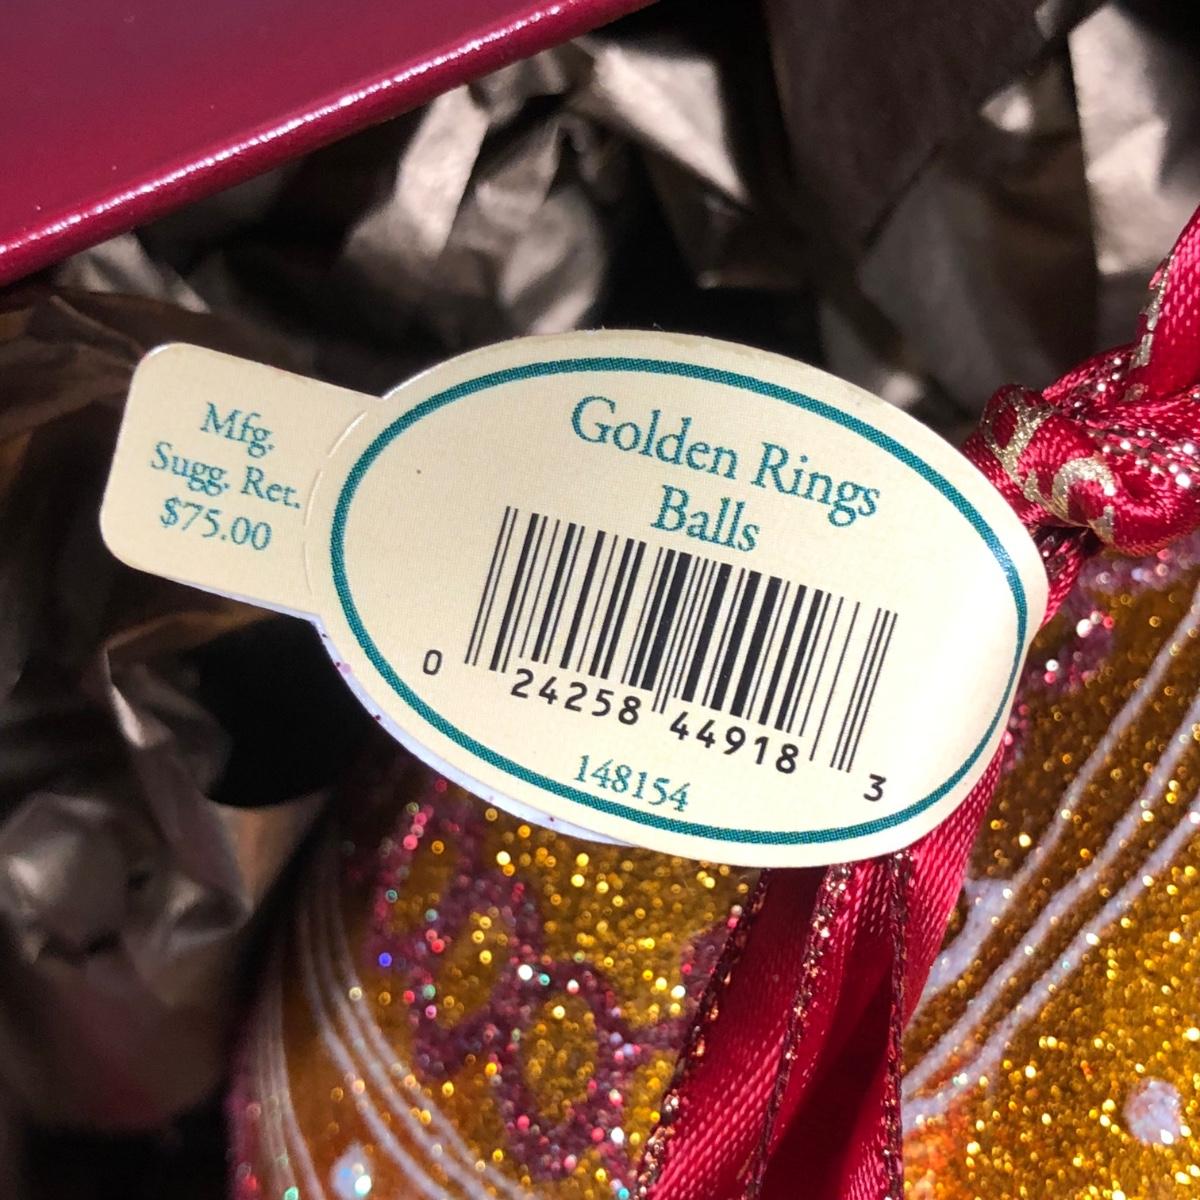 Mfg.
Sugg. Ret.
$75.00
Golden Rings
Balls
0 24258 44918 3
148154